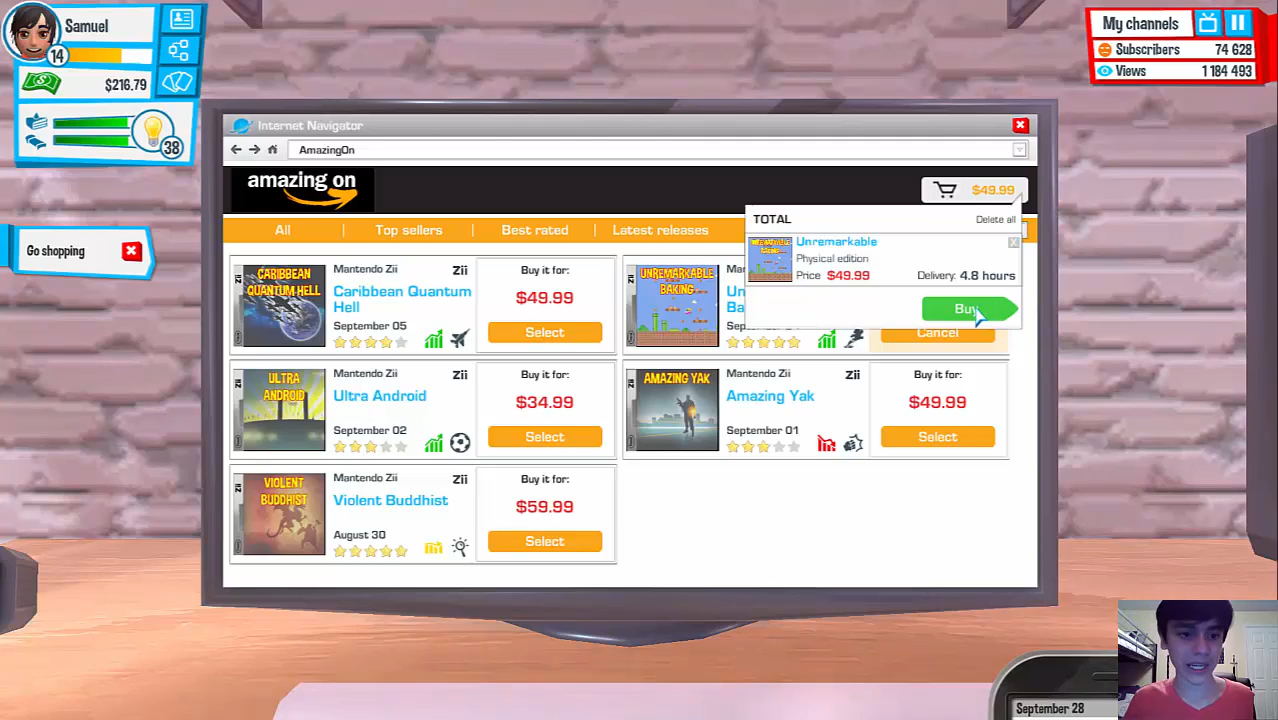 Samuel
14
$216.79
38
My channels
Subscribers 74 628
Views 1 184 493
Go shopping
Internet Navigator
AmazingOn
amazing on
$49.99
All
Top sellers
Best rated
Latest releases
TOTAL
Delete all
UNREMARKABLE
BAKING
Unremarkable
Physical edition
Price $49.99
Delivery: 4.8 hours
Buy
CARIBBEAN
QUANTUM HELL
Mantendo Zii
Zii
Caribbean Quantum
Hell
September 05
Buy it for:
$49.99
Select
UNREMARKABLE
BAKING
Cancel
ULTRA
ANDROID
Mantendo Zii
Zii
Ultra Android
September 02
Buy it for:
$34.99
Select
AMAZING YAK
Mantendo Zii
Zii
Amazing Yak
September 01
Buy it for:
$49.99
Select
VIOLENT
BUDDHIST
Mantendo Zii
Zii
Violent Buddhist
August 30
Buy it for:
$59.99
Select
September 28